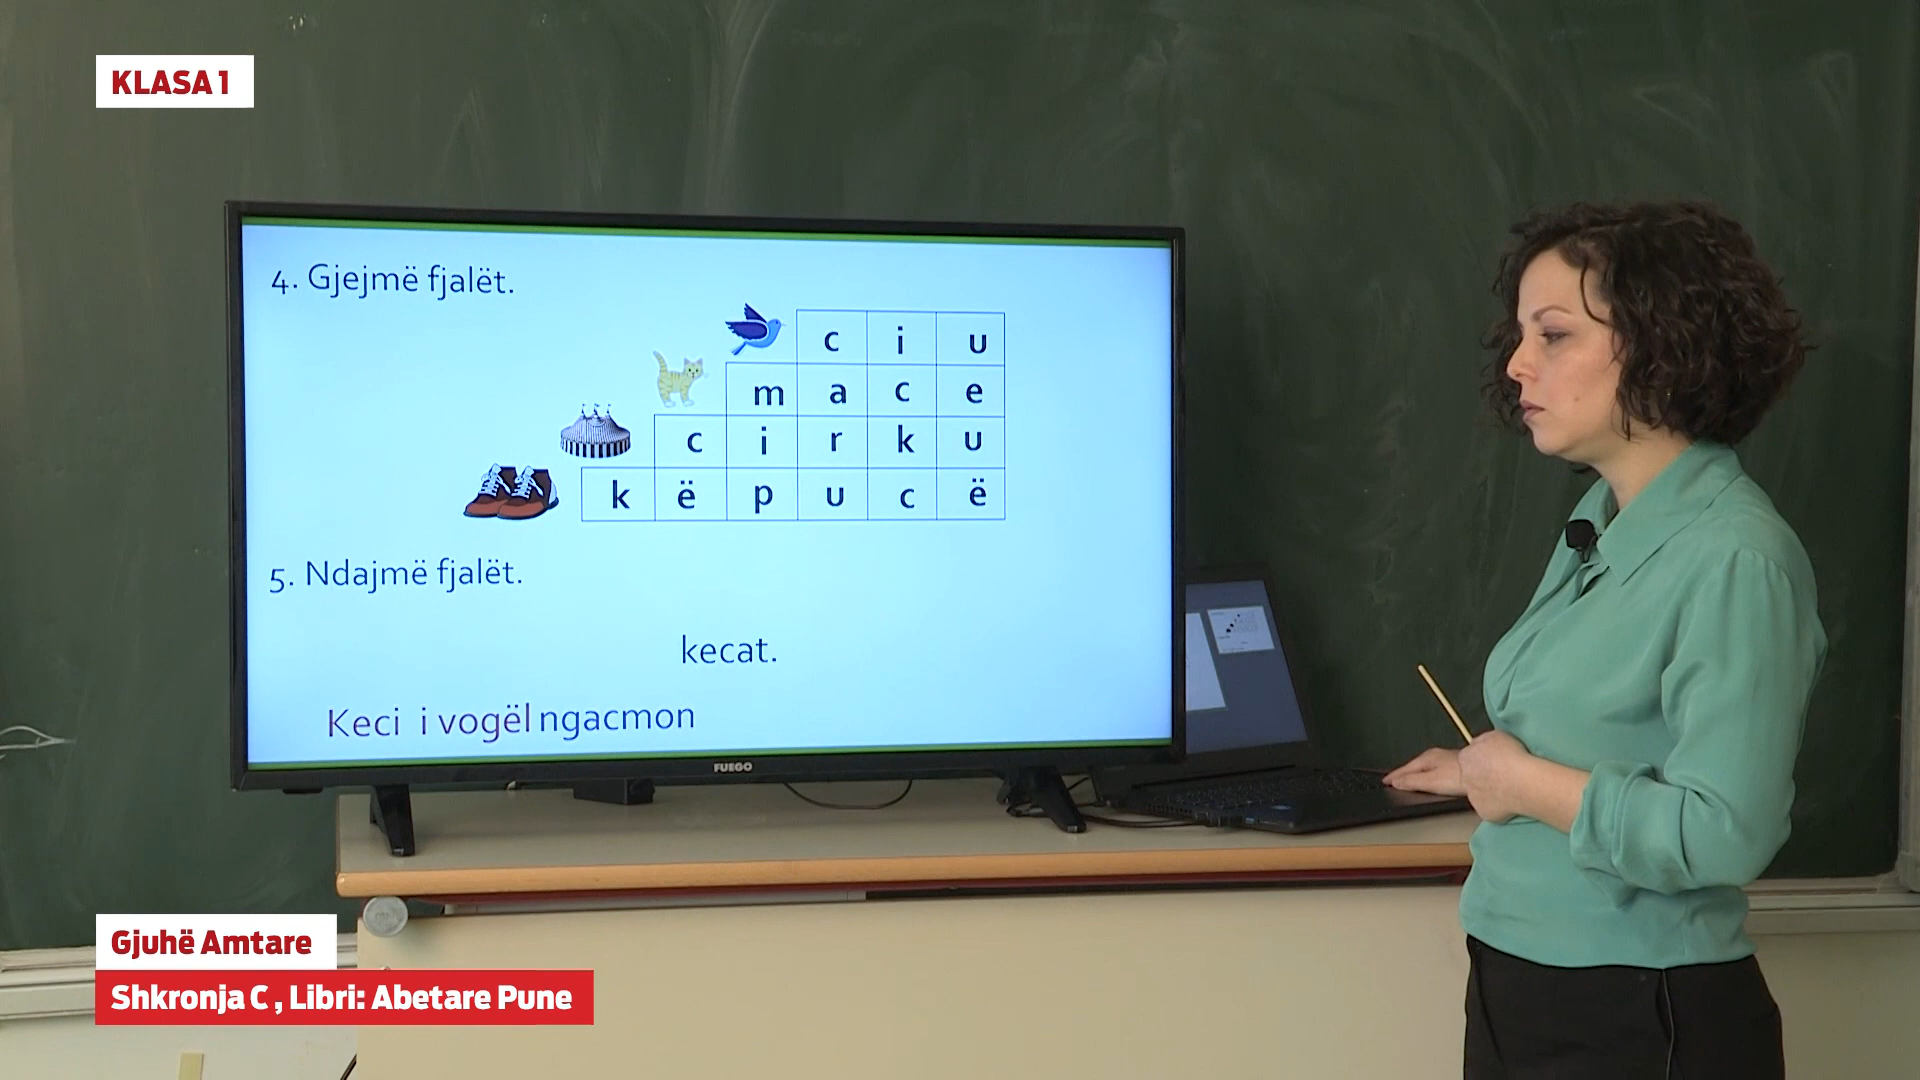 KLASA 1
4. Gjejmë fjalët.
c i u
m a c e
c i r k u
k ë p u c ë
5. Ndajmë fjalët.
kecat.
Keci i vogël ngacmon
FUEGO
Gjuhë Amtare
Shkronja C , Libri: Abetare Pune